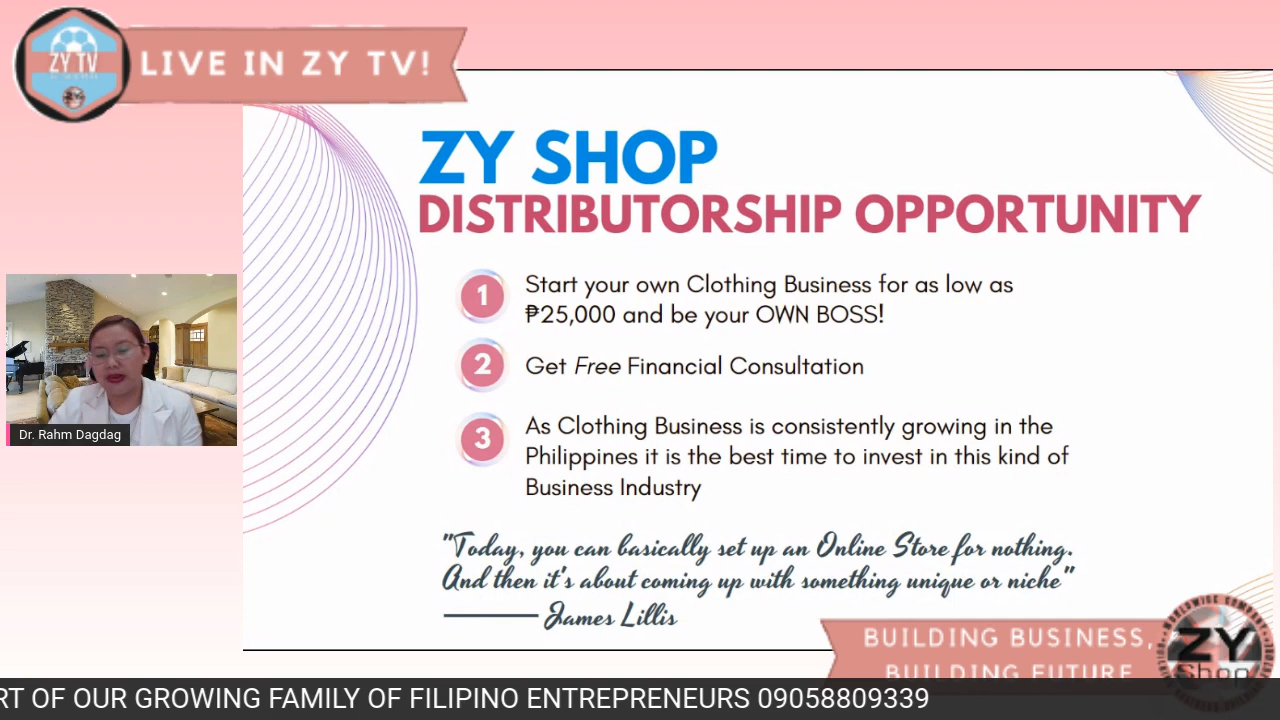 ZY TV
LIVE IN ZY TV!
ZY SHOP
DISTRIBUTORSHIP OPPORTUNITY
1
Start your own Clothing Business for as low as
₱25,000 and be your OWN BOSS!
2
Get Free Financial Consultation
3
As Clothing Business is consistently growing in the
Philippines it is the best time to invest in this kind of
Business Industry
"Today, you can basically set up an Online Store for nothing.
And then it's about coming up with something unique or niche"
James Lillis
Dr. Rahm Dagdag
BUILDING BUSINESS,
BUILDING FUTURE
WORLDWIDE COMPANY
ZY
Shop
RT OF OUR GROWING FAMILY OF FILIPINO ENTREPRENEURS 09058809339